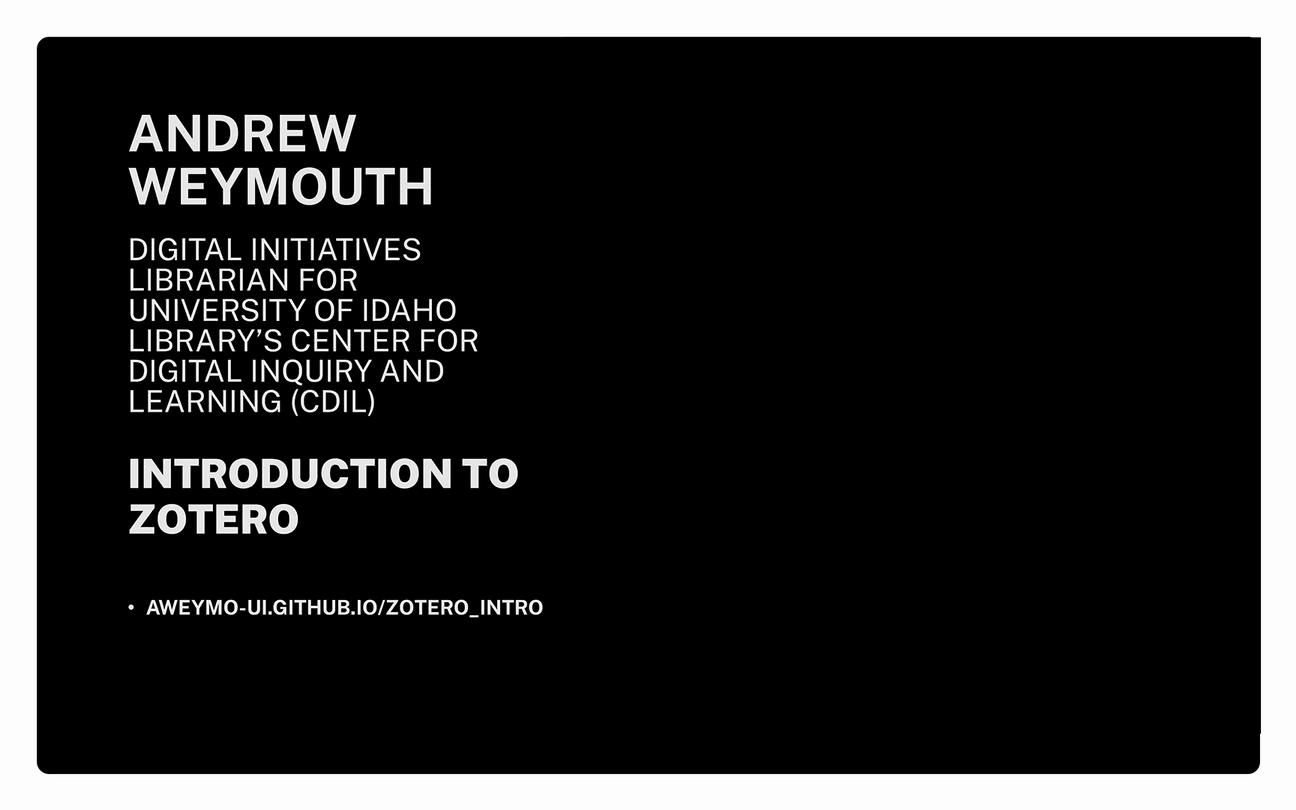 ANDREW
WEYMOUTH
DIGITAL INITIATIVES
LIBRARIAN FOR
UNIVERSITY OF IDAHO
LIBRARY’S CENTER FOR
DIGITAL INQUIRY AND
LEARNING (CDIL)
INTRODUCTION TO
ZOTERO
• AWEYMO-UI.GITHUB.IO/ZOTERO_INTRO